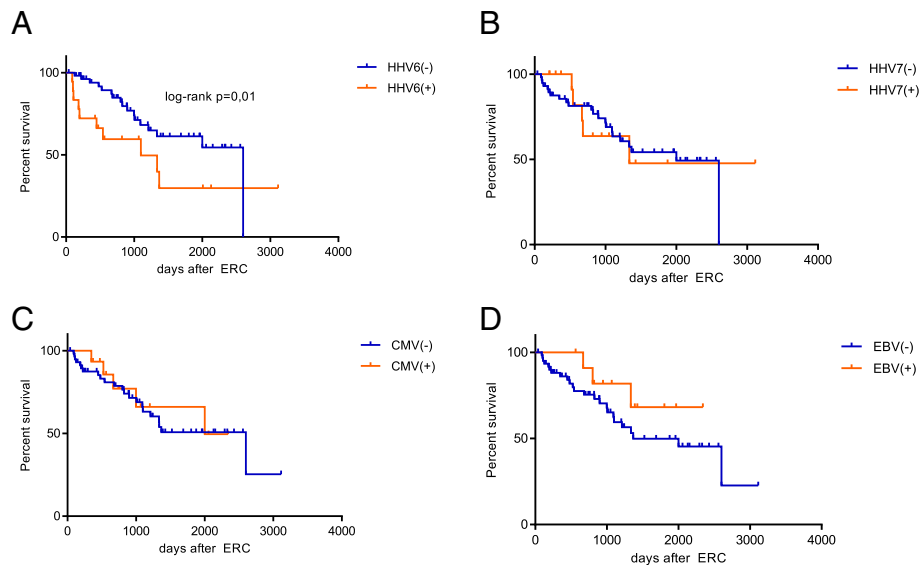 A
Percent survival
100
50
0
0 1000 2000 3000 4000
days after ERC
log-rank p=0,01
HHV6(-)
HHV6(+)
B
Percent survival
100
50
0
0 1000 2000 3000 4000
days after ERC
HHV7(-)
HHV7(+)
C
Percent survival
100
50
0
0 1000 2000 3000 4000
days after ERC
CMV(-)
CMV(+)
D
Percent survival
100
50
0
0 1000 2000 3000 4000
days after ERC
EBV(-)
EBV(+)